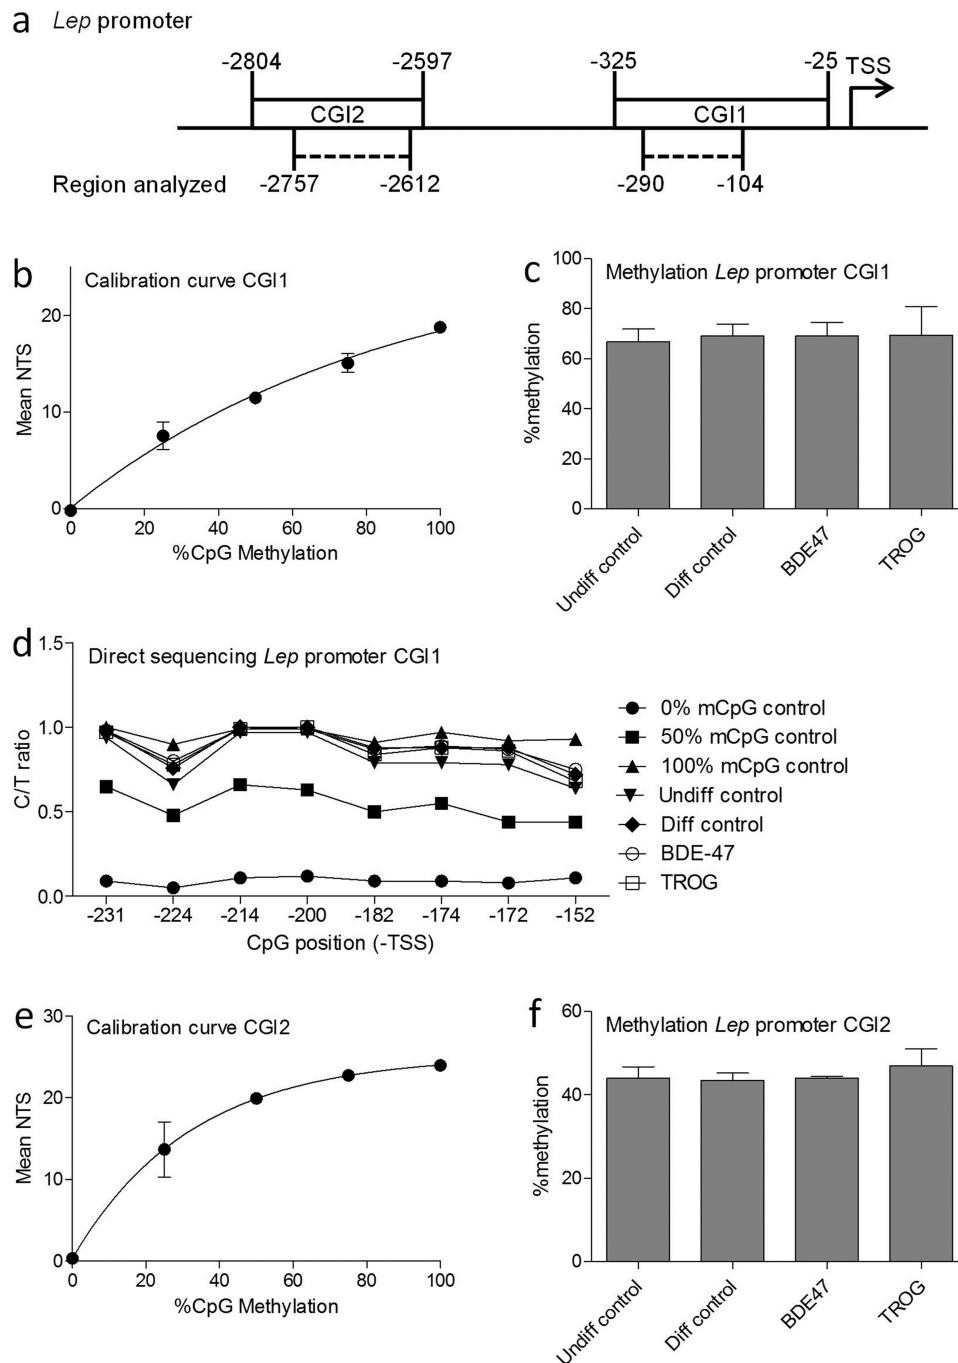 a Lep promoter
-2804 -2597 -325 -25 TSS
CGI2 CGI1
Region analyzed -2757 -2612 -290 -104
b
Calibration curve CGI1
Mean NTS
20
10
0
0 20 40 60 80 100
%CpG Methylation
c
Methylation Lep promoter CGI1
%methylation
100
80
60
40
20
0
Undiff control
Diff control
BDE47
TROG
d
Direct sequencing Lep promoter CGI1
C/T ratio
1.5
1.0
0.5
0.0
-231 -224 -214 -200 -182 -174 -172 -152
CpG position (-TSS)
0% mCpG control
50% mCpG control
100% mCpG control
Undiff control
Diff control
BDE-47
TROG
e
Calibration curve CGI2
Mean NTS
30
20
10
0
0 20 40 60 80 100
%CpG Methylation
f
Methylation Lep promoter CGI2
%methylation
60
40
20
0
Undiff control
Diff control
BDE47
TROG